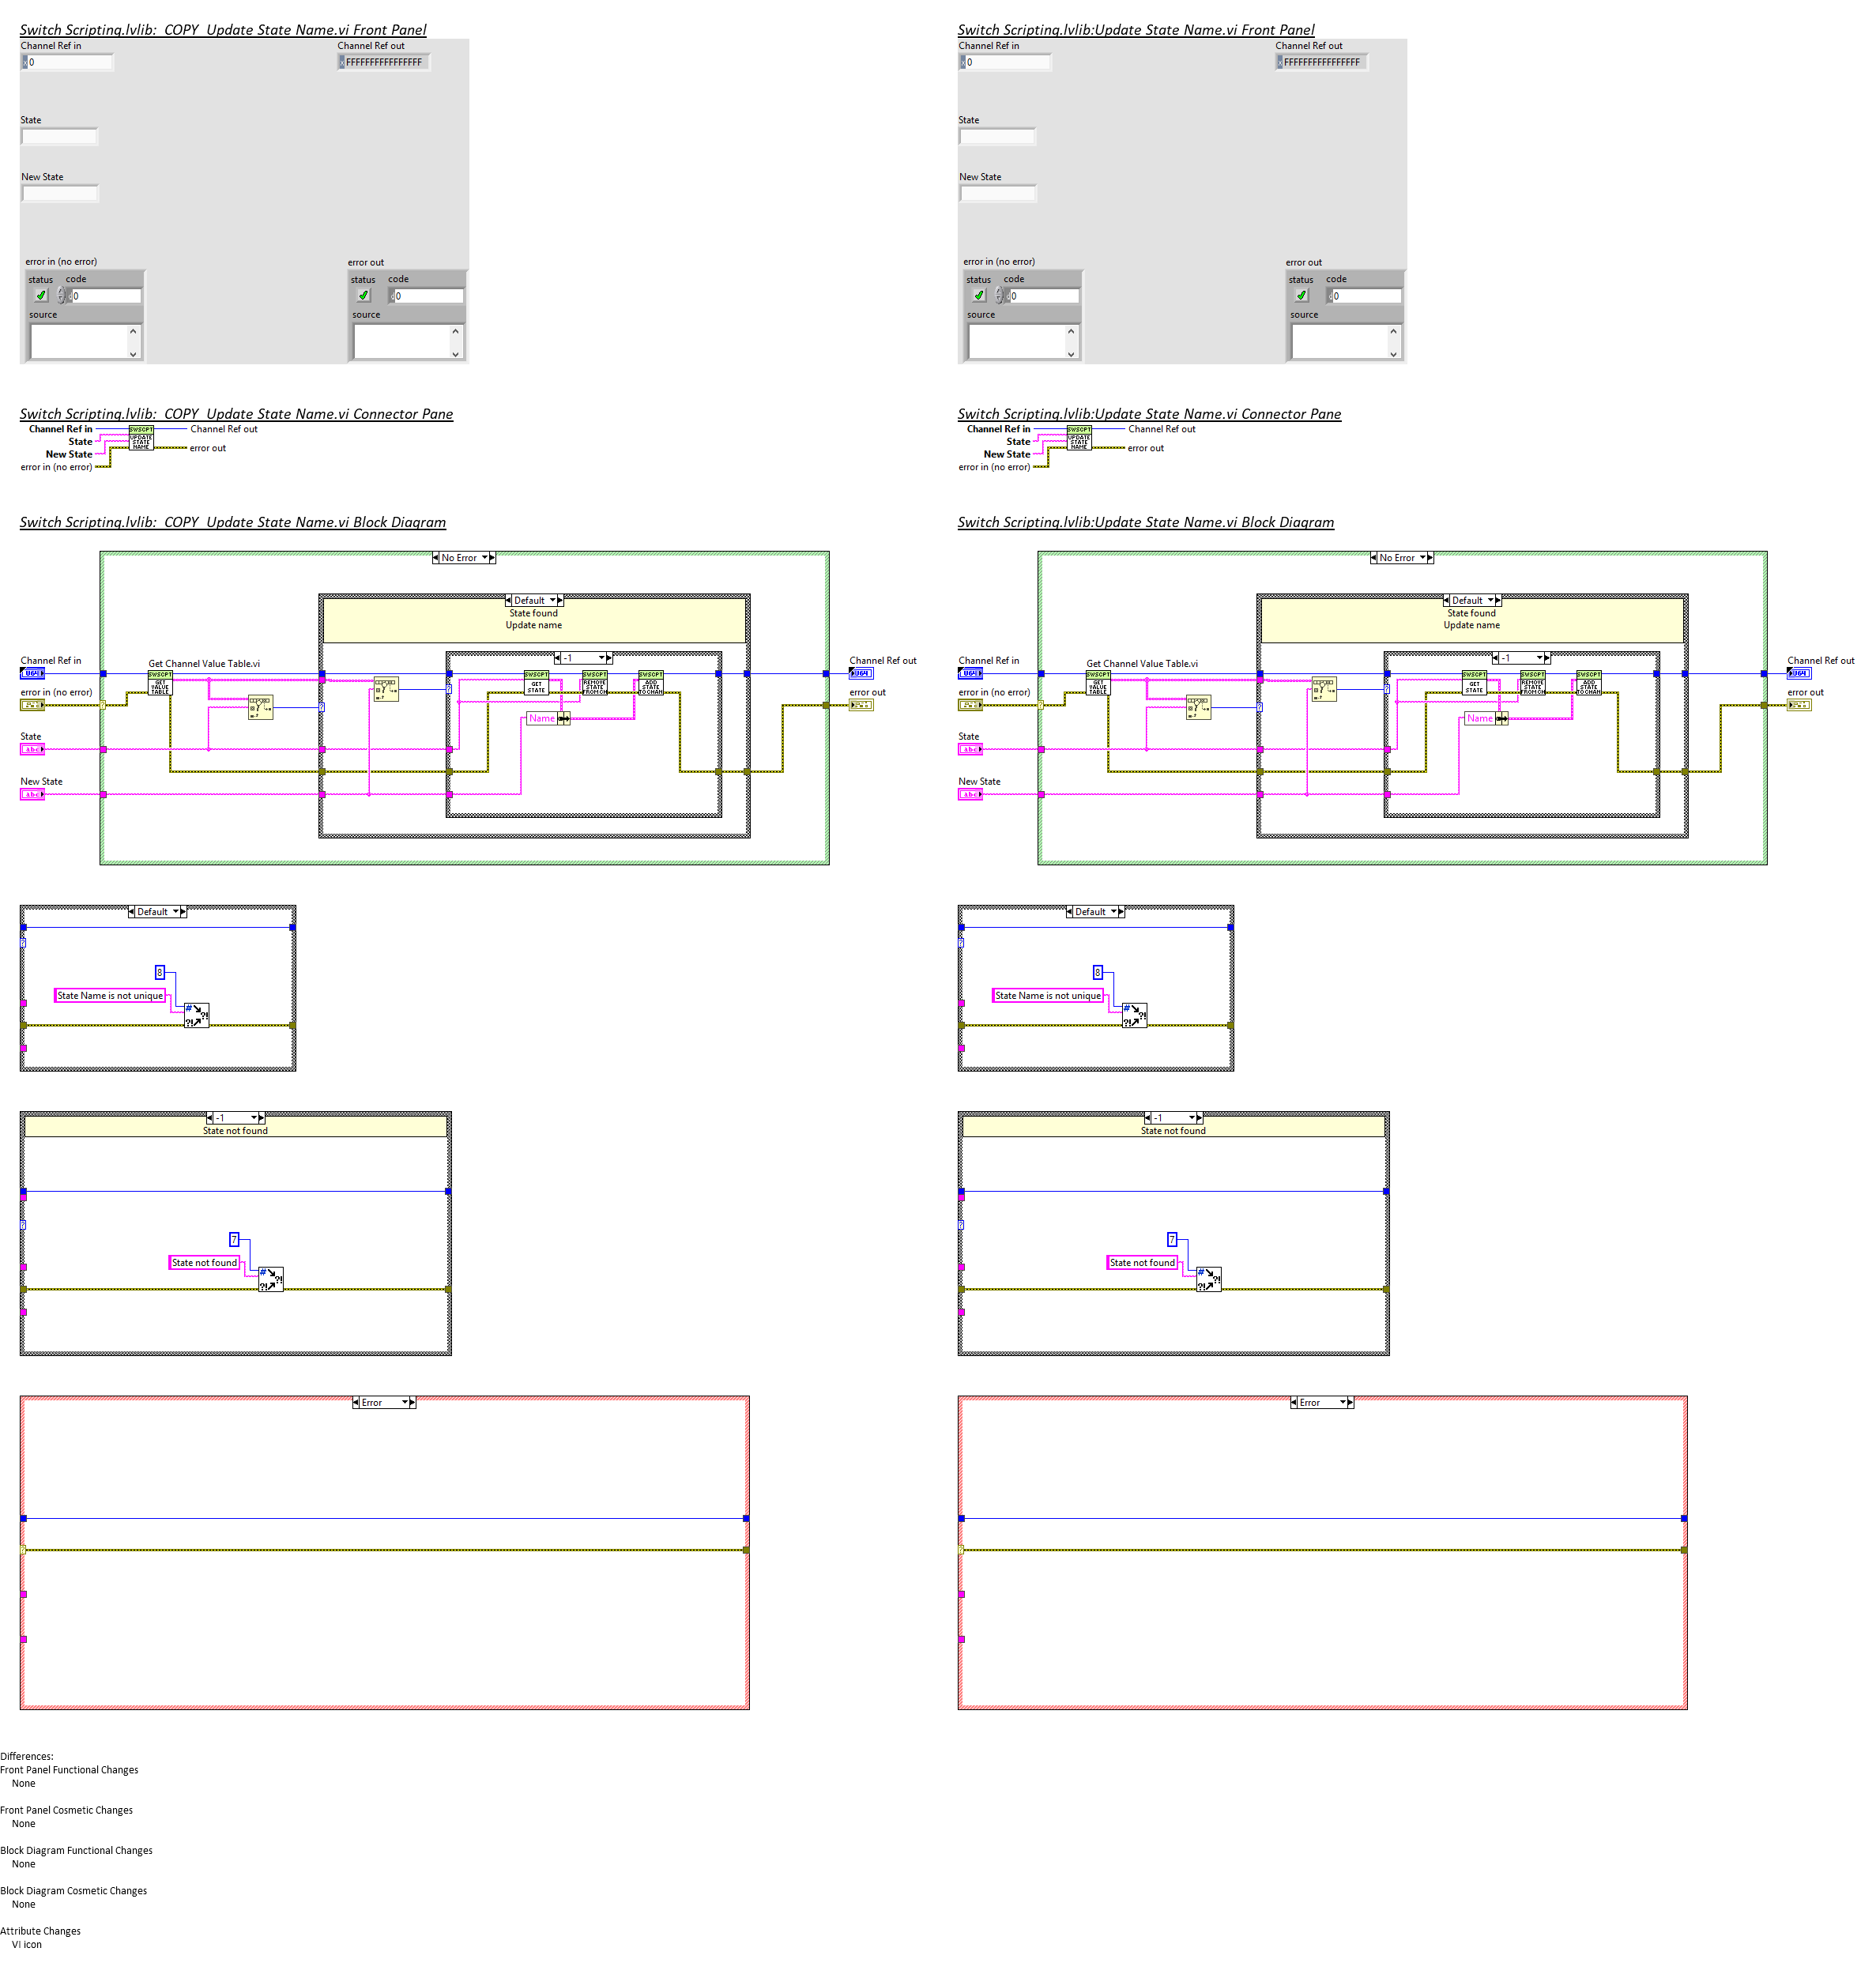 Switch Scripting.lvlib:  COPY  Update State Name.vi Front Panel
Channel Ref in
Channel Ref out
0
FFFFFFFFFFFFFFFF
State
New State
error in (no error)
error out
status
code
status
code
0
0
source
source
Switch Scripting.lvlib:Update State Name.vi Front Panel
Channel Ref in
Channel Ref out
0
FFFFFFFFFFFFFFFF
State
New State
error in (no error)
error out
status
code
status
code
0
0
source
source
Switch Scripting.lvlib:  COPY  Update State Name.vi Connector Pane
Channel Ref in
SWSCPT
UPDATE
STATE
NAME
Channel Ref out
State
New State
error out
error in (no error)
Switch Scripting.lvlib:Update State Name.vi Connector Pane
Channel Ref in
SWSCPT
UPDATE
STATE
NAME
Channel Ref out
State
New State
error out
error in (no error)
Switch Scripting.lvlib:  COPY  Update State Name.vi Block Diagram
No Error
Default
State found
Update name
-1
Channel Ref in
Get Channel Value Table.vi
Channel Ref out
U64
SWSCPT
GET
VALUE
TABLE
SWSCPT
GET
STATE
SWSCPT
REMOVE
STATE
FROMCH
SWSCPT
ADD
STATE
TOCHAN
U64
error in (no error)
error out
Name
State
abc
New State
abc
Default
8
State Name is not unique
-1
State not found
7
State not found
Error
Switch Scripting.lvlib:Update State Name.vi Block Diagram
No Error
Default
State found
Update name
-1
Channel Ref in
Get Channel Value Table.vi
Channel Ref out
U64
SWSCPT
GET
VALUE
TABLE
SWSCPT
GET
STATE
SWSCPT
REMOVE
STATE
FROMCH
SWSCPT
ADD
STATE
TOCHAN
U64
error in (no error)
error out
Name
State
abc
New State
abc
Default
8
State Name is not unique
-1
State not found
7
State not found
Error
Differences:
Front Panel Functional Changes
None
Front Panel Cosmetic Changes
None
Block Diagram Functional Changes
None
Block Diagram Cosmetic Changes
None
Attribute Changes
VI icon